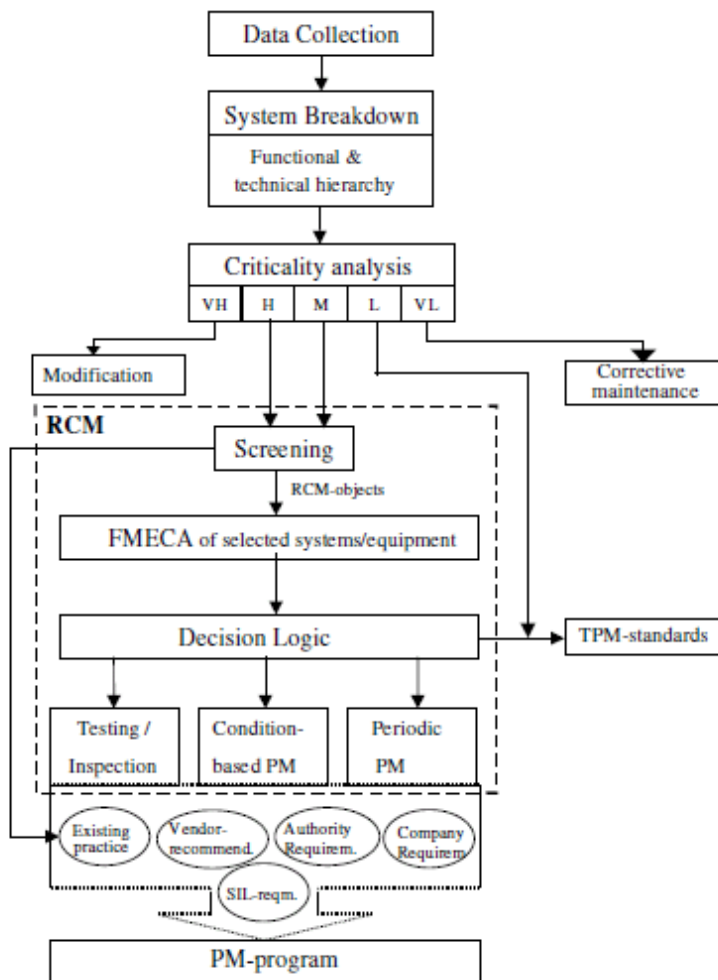 Data Collection
System Breakdown
Functional &
technical hierarchy
Criticality analysis
VH H M L VL
Modification
Corrective
maintenance
RCM
Screening
RCM-objects
FMECA of selected systems/equipment
Decision Logic
TPM-standards
Testing /
Inspection
Condition-
based PM
Periodic
PM
Existing
practice
Vendor-
recommend.
Authority
Requirem.
Company
Requirem
SIL-reqm.
PM-program